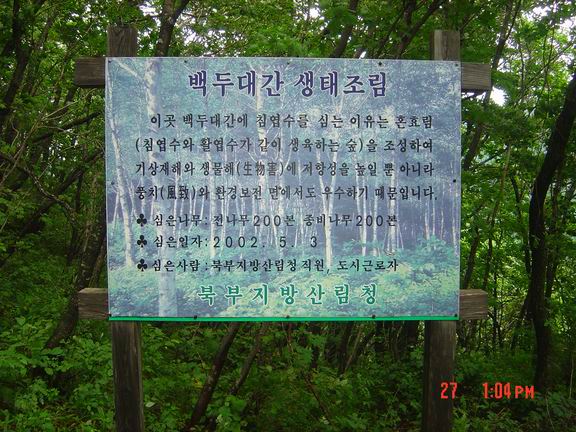 백두대간 생태조림
이곳 백두대간에 침엽수를 심는 이유는 혼효림
(침엽수와 활엽수가 같이 생육하는 숲)을 조성하여
기상재해와 생물해(生物害)에 저항성을 높일 뿐 아니라
풍치(風致)와 환경보전 면에서도 우수하기 때문입니다.
♣ 심은나무: 전나무200본 종비나무200본
♣ 심은일자: 2002. 5. 3
♣ 심은사람: 북부지방산림청직원, 도시근로자
북부지방산림청
27 1:04PM